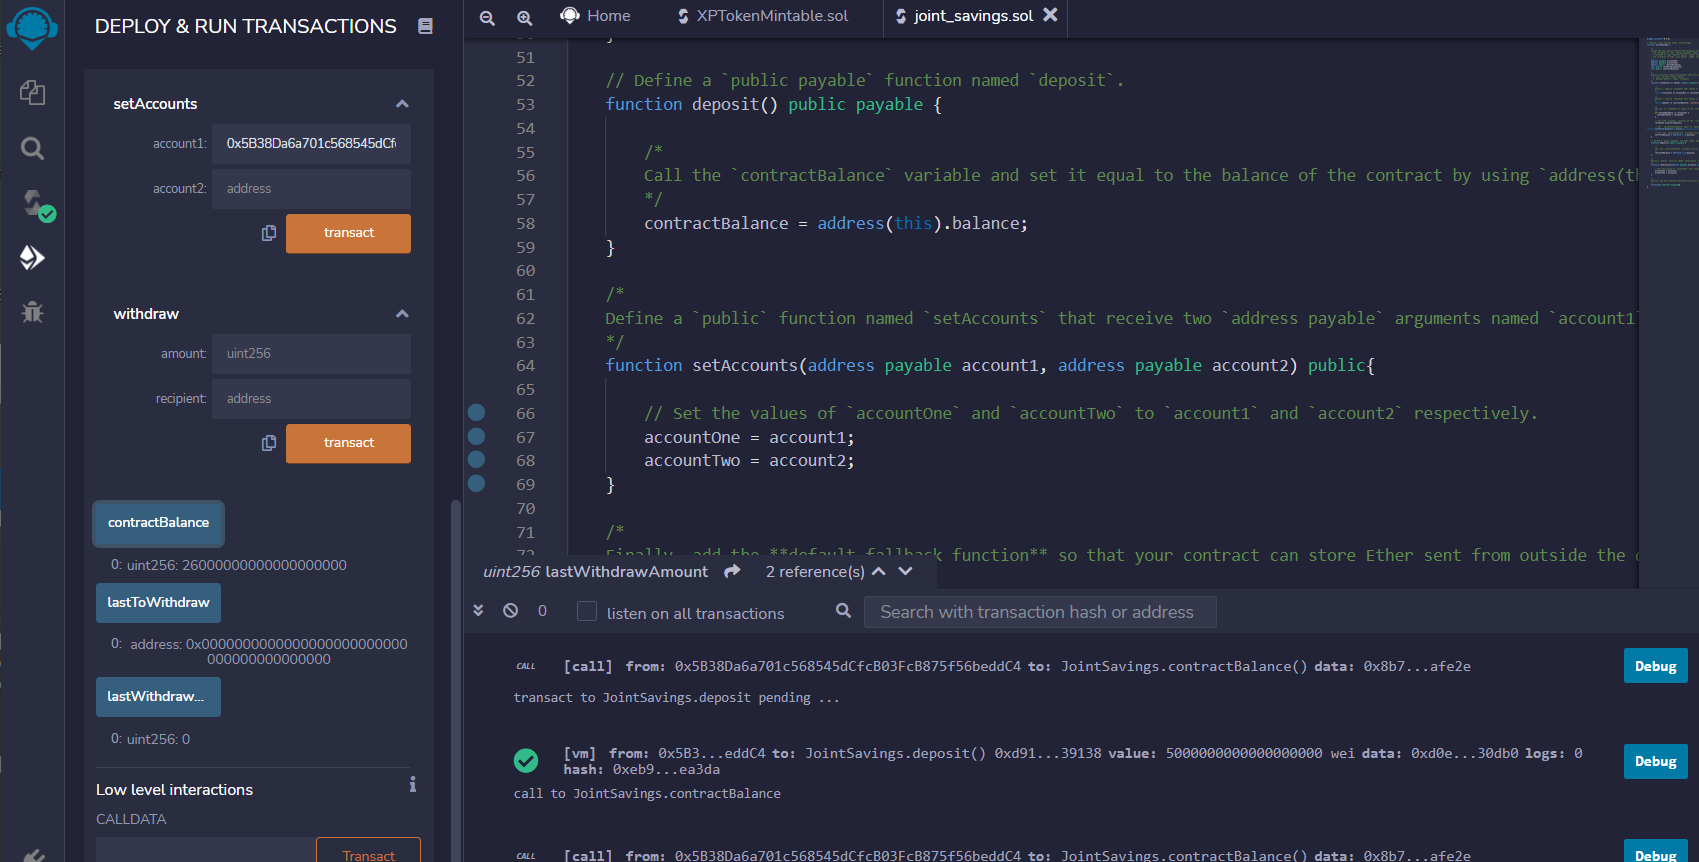 DEPLOY & RUN TRANSACTIONS
setAccounts
account1: 0x5B38Da6a701c568545dCf
account2: address
transact
withdraw
amount: uint256
recipient: address
transact
contractBalance
0: uint256: 26000000000000000000
lastToWithdraw
0: address: 0x0000000000000000000000000
000000000000000
lastWithdraw...
0: uint256: 0
Low level interactions
CALLDATA
Transact
Home
XPTokenMintable.sol
joint_savings.sol
51
52 // Define a `public payable` function named `deposit`.
53 function deposit() public payable {
54
55 /*
56 Call the `contractBalance` variable and set it equal to the balance of the contract by using `address(th
57 */
58 contractBalance = address(this).balance;
59 }
60
61 /*
62 Define a `public` function named `setAccounts` that receive two `address payable` arguments named `account1`
63 */
64 function setAccounts(address payable account1, address payable account2) public{
65
66 // Set the values of `accountOne` and `accountTwo` to `account1` and `account2` respectively.
67 accountOne = account1;
68 accountTwo = account2;
69 }
70
71 /*
72 Finally, add the **default fallback function** so that your contract can store Ether sent from outside the
uint256 lastWithdrawAmount 2 reference(s)
0 listen on all transactions Search with transaction hash or address
CALL [call] from: 0x5B38Da6a701c568545dCfcB03FcB875f56beddC4 to: JointSavings.contractBalance() data: 0x8b7...afe2e Debug
transact to JointSavings.deposit pending ...
[vm] from: 0x5B3...eddC4 to: JointSavings.deposit() 0xd91...39138 value: 5000000000000000000 wei data: 0xd0e...30db0 logs: 0
hash: 0xeb9...ea3da Debug
call to JointSavings.contractBalance
CALL [call] from: 0x5B38Da6a701c568545dCfcB03FcB875f56beddC4 to: JointSavings.contractBalance() data: 0x8b7...afe2e Debug